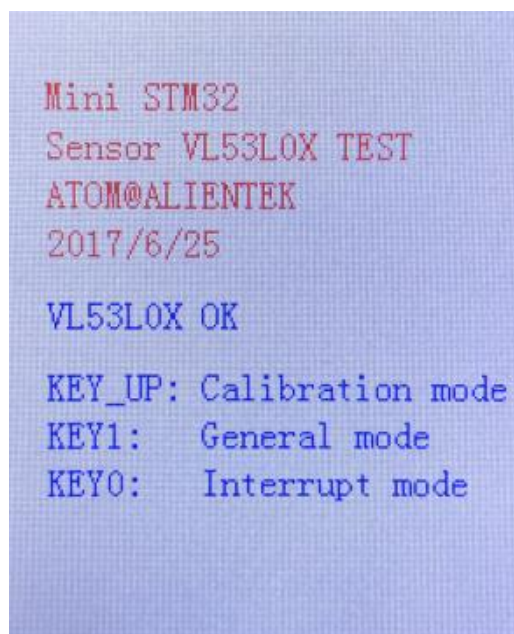 Mini STM32
Sensor VL53L0X TEST
ATOM@ALIENTEK
2017/6/25
VL53L0X OK
KEY_UP: Calibration mode
KEY1: General mode
KEY0: Interrupt mode